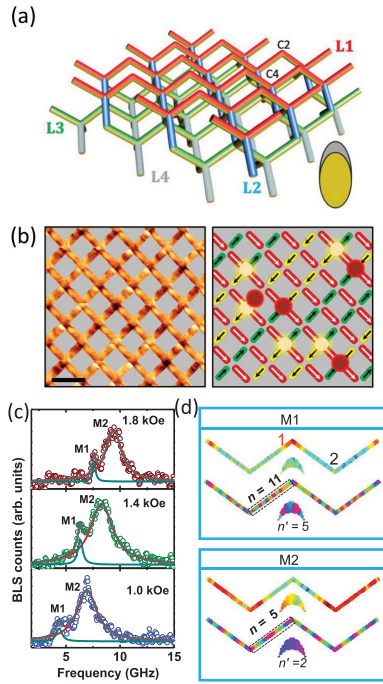 (a)
C2
L1
C4
L3
L4
L2
(b)
(c)
M2
1.8 kOe
M1
M2
1.4 kOe
M1
M2
1.0 kOe
M1
BLS counts (arb. units)
5
10
15
Frequency (GHz)
(d)
M1
1
2
n = 11
n' = 5
M2
n = 5
n' = 2